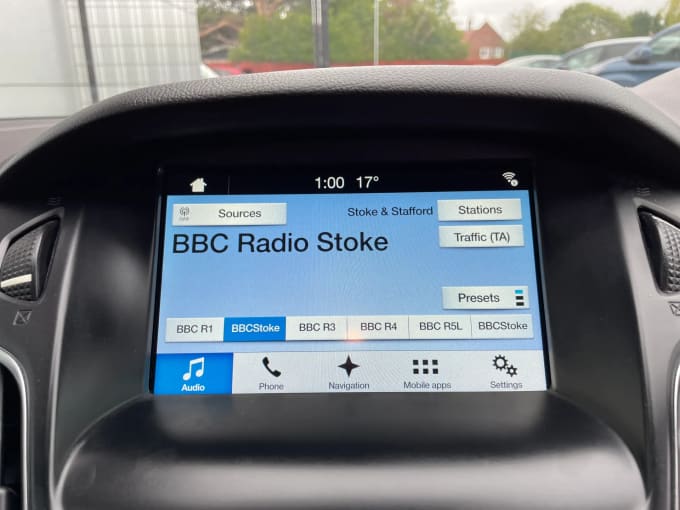 1:00 17°
Sources
Stoke & Stafford
Stations
BBC Radio Stoke
Traffic (TA)
Presets
BBC R1 BBCStoke BBC R3 BBC R4 BBC R5L BBCStoke
Audio Phone Navigation Mobile apps Settings